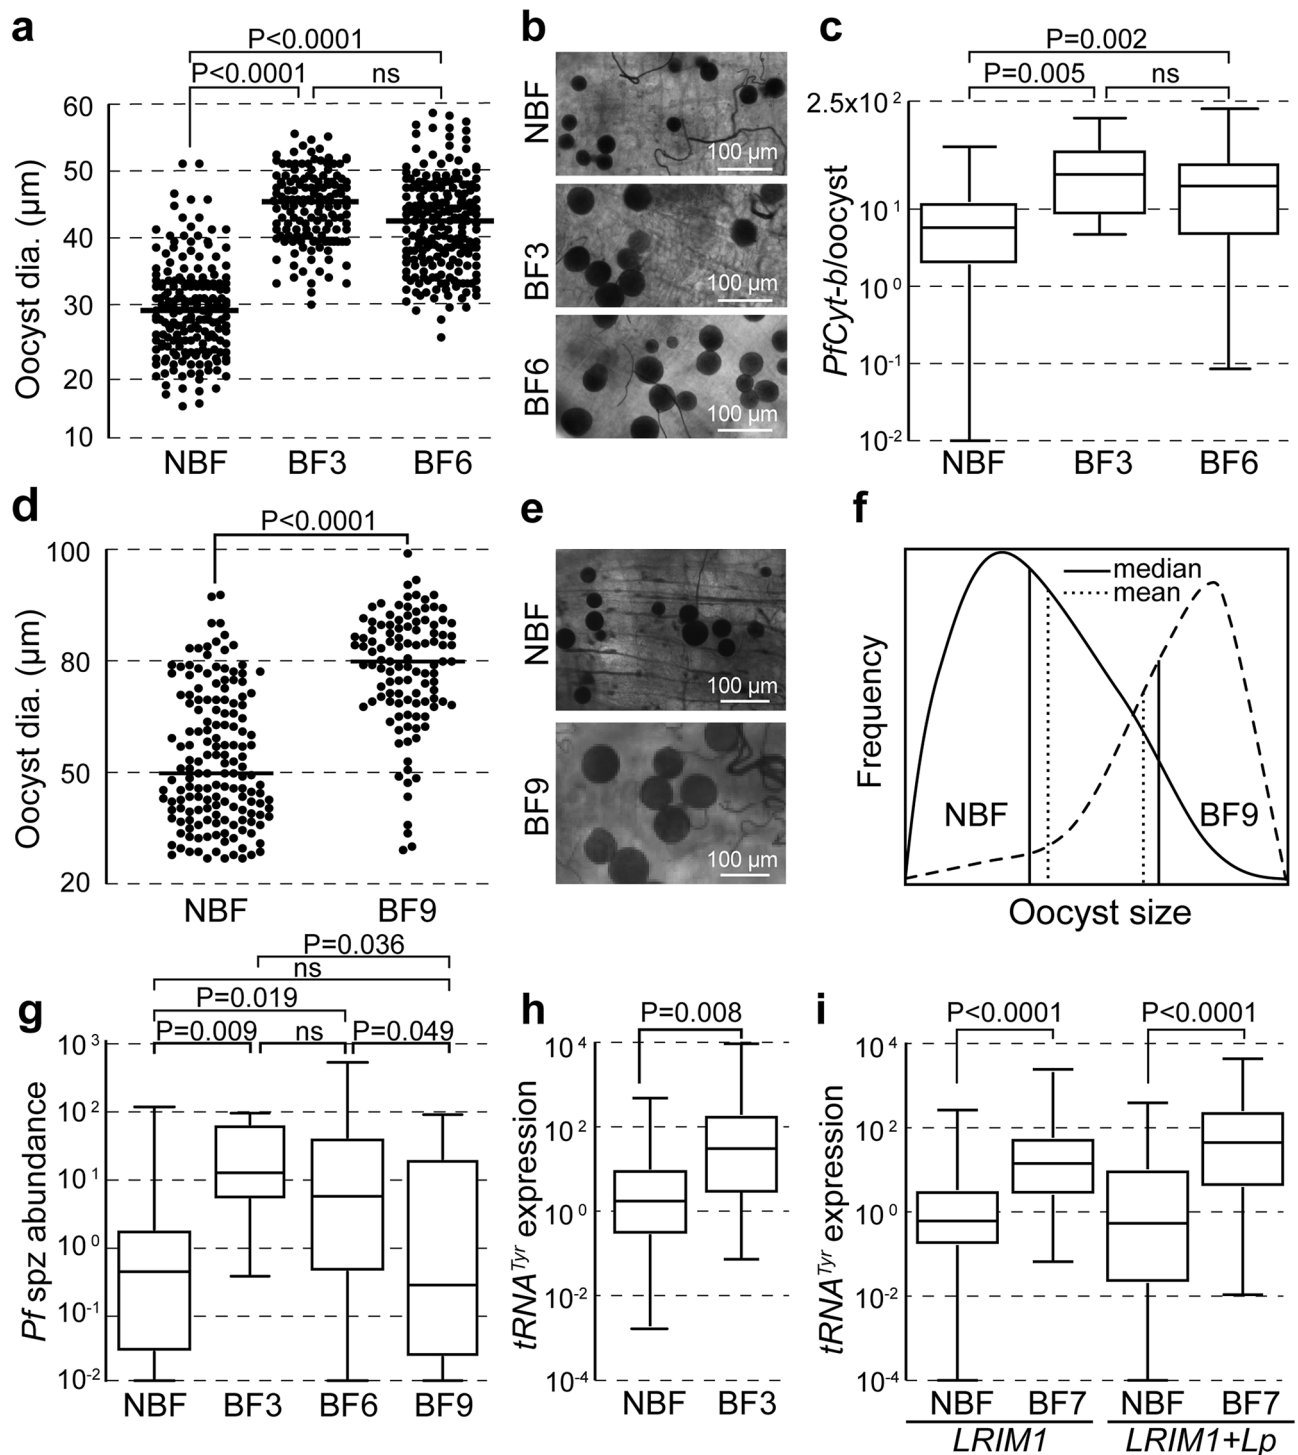 a
P<0.0001
P<0.0001
ns
Oocyst dia. (µm)
60
50
40
30
20
10
NBF
BF3
BF6
b
NBF
100 µm
BF3
100 µm
BF6
100 µm
c
P=0.002
P=0.005
ns
PfCyt-b/oocyst
2.5x10²
10¹
10⁰
10⁻¹
10⁻²
NBF
BF3
BF6
d
P<0.0001
Oocyst dia. (µm)
100
80
50
20
NBF
BF9
e
NBF
100 µm
BF9
100 µm
f
median
mean
Frequency
NBF
BF9
Oocyst size
g
P=0.036
ns
P=0.019
P=0.009
ns
P=0.049
Pf spz abundance
10³
10²
10¹
10⁰
10⁻¹
10⁻²
NBF
BF3
BF6
BF9
h
P=0.008
tRNAᵀʸʳ expression
10⁴
10²
10⁰
10⁻²
10⁻⁴
NBF
BF3
i
P<0.0001
P<0.0001
tRNAᵀʸʳ expression
10⁴
10²
10⁰
10⁻²
10⁻⁴
NBF
BF7
NBF
BF7
LRIM1
LRIM1+Lp